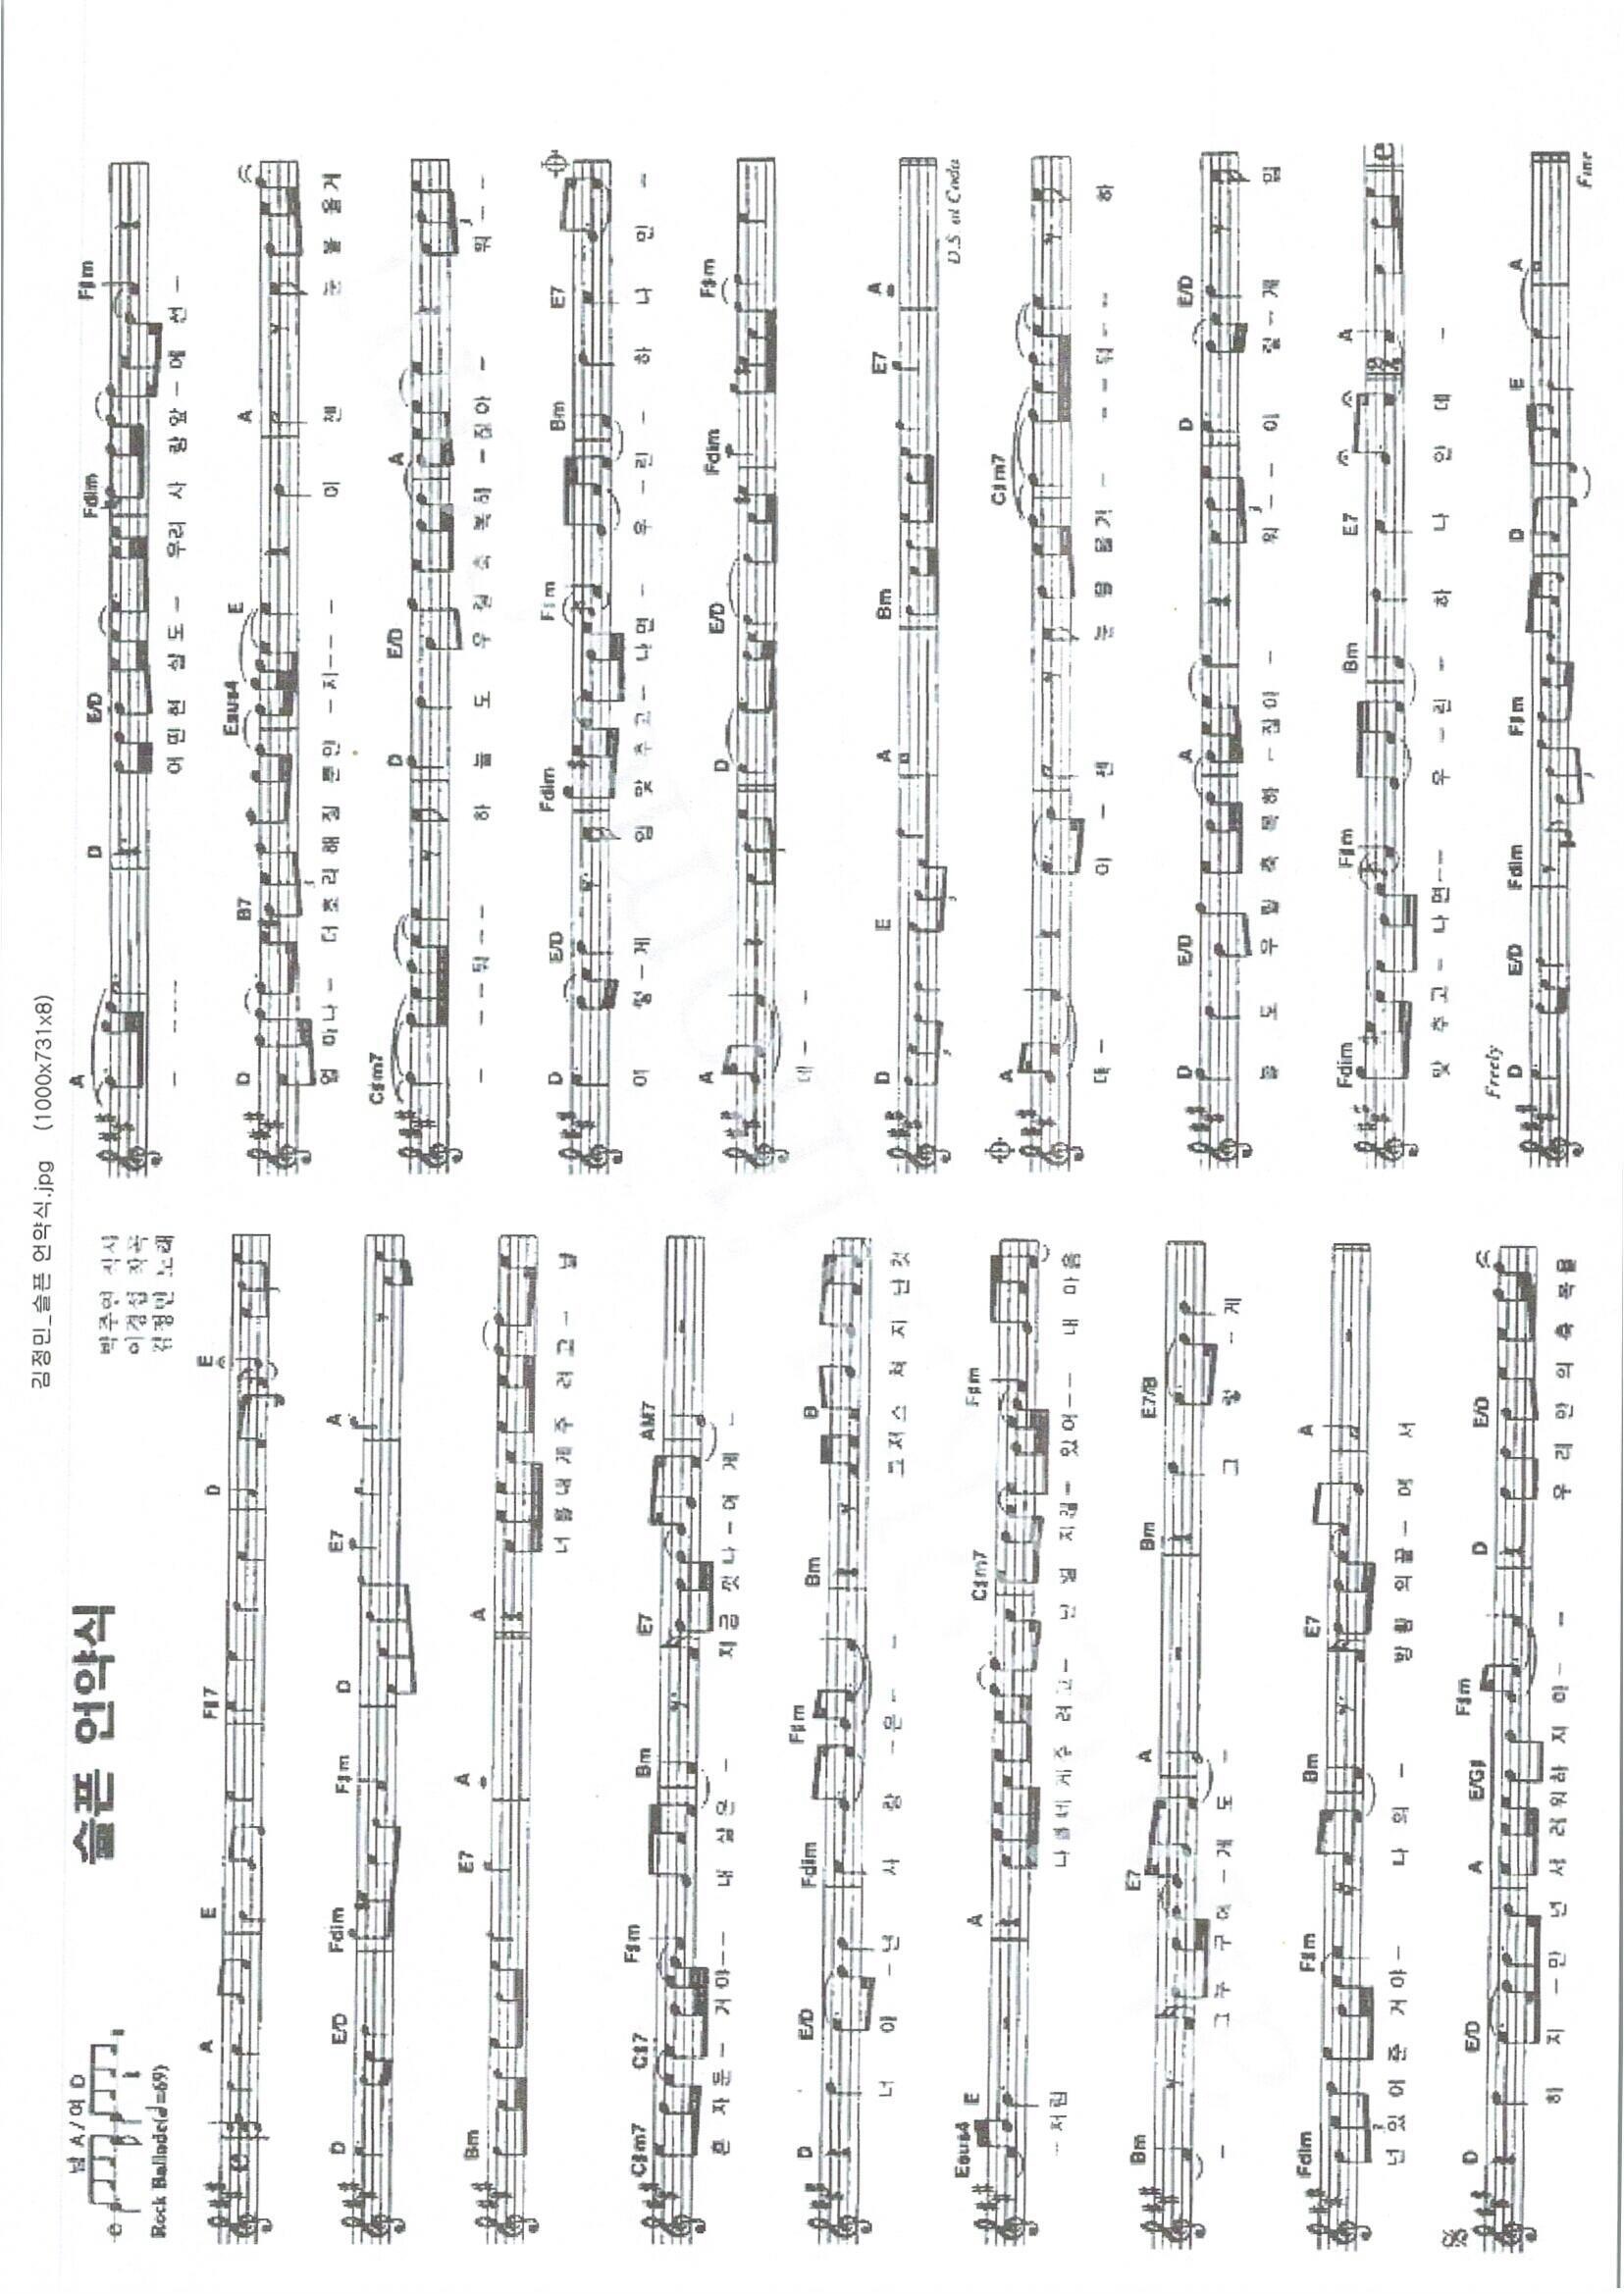 김정민_슬픈 언약식.jpg (1000x731x8)
남 A / 여 D
슬픈 언약식
박주연 작사
이경섭 작곡
김정민 노래
Rock Ballade(♩=69)
A E F#7 D E
D E/D Fdim F#m D E7 A
Bm E7 A A
너 를 내 게 주 려 고 - 날
C#m7 C#7 F#m Bm E7 AM7
혼 자 둔 - 거 야 - - 내 삶 은 - 지 금 껏 나 - 에 게 -
D E/D Fdim F#m Bm B
너 아 - 닌 사 랑 - 은 - - 그 저 스 쳐 지 난 것
Esus4 E A C#m7 F#m
- 처 럼 나 를 네 게 주 려 고 - 난 널 지 켰 - 있 어 - - 내 마 음
Bm E7 A Bm E7/B
- 그 누 구 에 - 게 도 - 그 렇 - 게
Fdim F#m Bm E7 A
넌 있 어 준 거 야 - 나 의 - 방 황 의 끝 - 에 서
D E/D A E/G# F#m D E/D
하 지 - 만 넌 서 러 워 하 지 마 - - 우 리 만 의 축 복 을
A D E/D Fdim F#m
- - - - - 어 떤 현 실 도 - 우 리 사 랑 앞 - 에 선 -
D B7 Esus4 E A
얼 마 나 - 더 초 라 해 질 뿐 인 - 지 - - - 이 젠 눈 물 을 거
C#m7 D E/D A
- - - 둬 - - 하 늘 도 우 릴 축 복 하 - 잖 아 - 워 - -
D E/D Fdim F#m Bm E7
이 렇 - 게 입 맞 추 고 - 나 면 - 우 - 린 - 하 나 인 -
A D E/D Fdim F#m
데 - -
D E A Bm E7 A
D.S. al Coda
A C#m7
데 - 이 - 젠 눈 물 을 거 - - - 둬 - - 하
D E/D A D E/D
늘 도 우 릴 축 복 하 - 잖 아 - 워 - - 이 렇 - 게 입
Fdim F#m Bm E7 A
맞 추 고 - 나 면 - - 우 - 린 - 하 나 인 데 -
Freely
D E/D Fdim F#m D E A
Fine